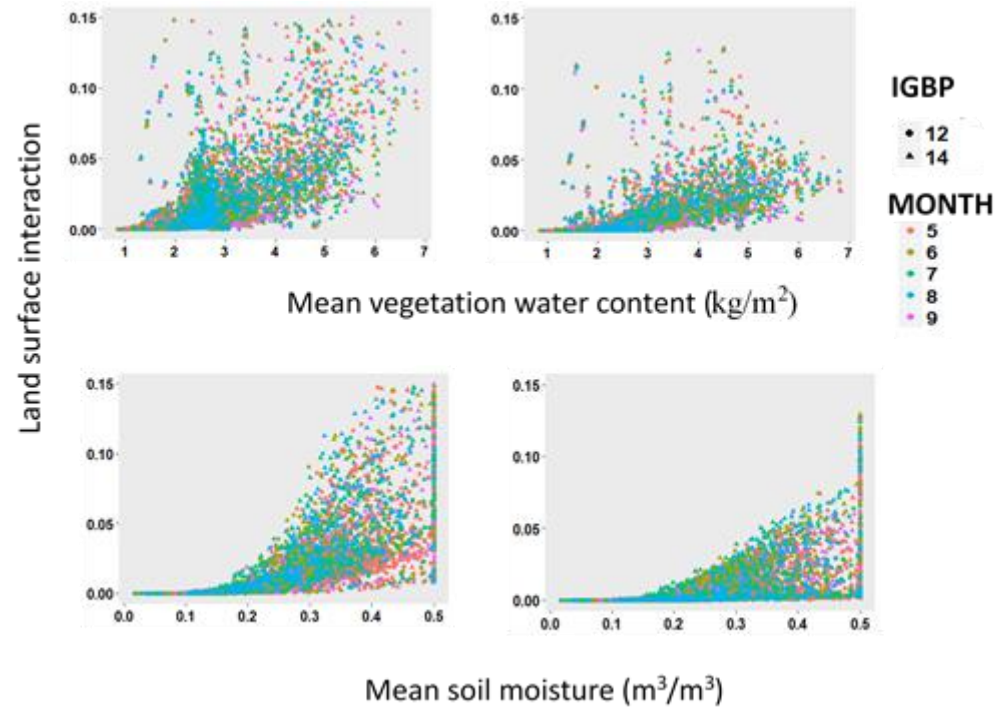 0.15
0.10
0.05
0.00
1 2 3 4 5 6 7
0.15
0.10
0.05
0.00
1 2 3 4 5 6 7
IGBP
12
14
MONTH
5
6
7
8
9
Land surface interaction
Mean vegetation water content (kg/m²)
0.15
0.10
0.05
0.00
0.0 0.1 0.2 0.3 0.4 0.5
0.15
0.10
0.05
0.00
0.0 0.1 0.2 0.3 0.4 0.5
Mean soil moisture (m³/m³)